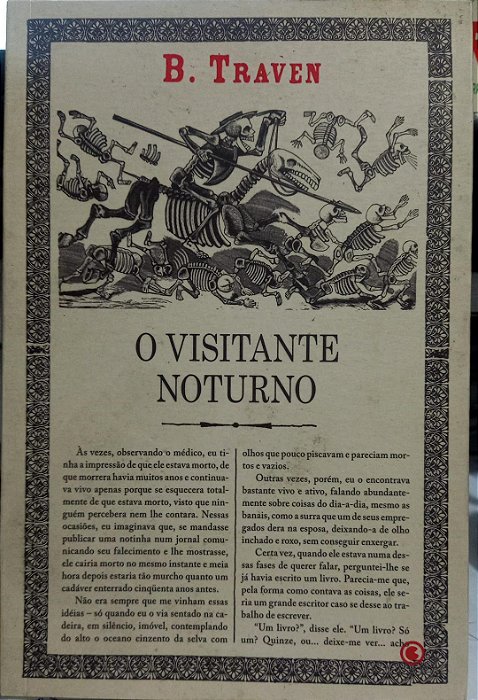 B. TRAVEN
O VISITANTE
NOTURNO
Às vezes, observando o médico, eu ti-
nha a impressão de que ele estava morto, de
que morrera havia muitos anos e continua-
va vivo apenas porque se esquecera total-
mente de que estava morto, visto que nin-
guém percebera nem lhe contara. Nessas
ocasiões, eu imaginava que, se mandasse
publicar uma notinha num jornal comu-
nicando seu falecimento e lhe mostrasse,
ele cairia morto no mesmo instante e meia
hora depois estaria tão murcho quanto um
cadáver enterrado cinqüenta anos antes.
Não era sempre que me vinham essas
idéias – só quando eu o via sentado na ca-
deira, em silêncio, imóvel, contemplando
do alto o oceano cinzento da selva com
olhos que pouco piscavam e pareciam mor-
tos e vazios.
Outras vezes, porém, eu o encontrava
bastante vivo e ativo, falando abundante-
mente sobre coisas do dia-a-dia, mesmo as
banais, como a surra que um de seus empre-
gados dera na esposa, deixando-a de olho
inchado e roxo, sem conseguir enxergar.
Certa vez, quando ele estava numa des-
sas fases de querer falar, perguntei-lhe se
já havia escrito um livro. Parecia-me que,
pela forma como contava as coisas, ele se-
ria um grande escritor caso se desse ao tra-
balho de escrever.
"Um livro?", disse ele. "Um livro? Só
um? Quinze, ou... deixe-me ver... acho